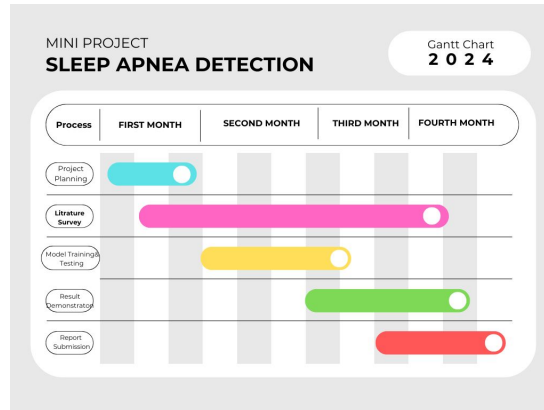 MINI PROJECT
SLEEP APNEA DETECTION
Gantt Chart
2 0 2 4
Process
FIRST MONTH
SECOND MONTH
THIRD MONTH
FOURTH MONTH
Project
Planning
Litrature
Survey
Model Training&
Testing
Result
Demonstraton
Report
Submission